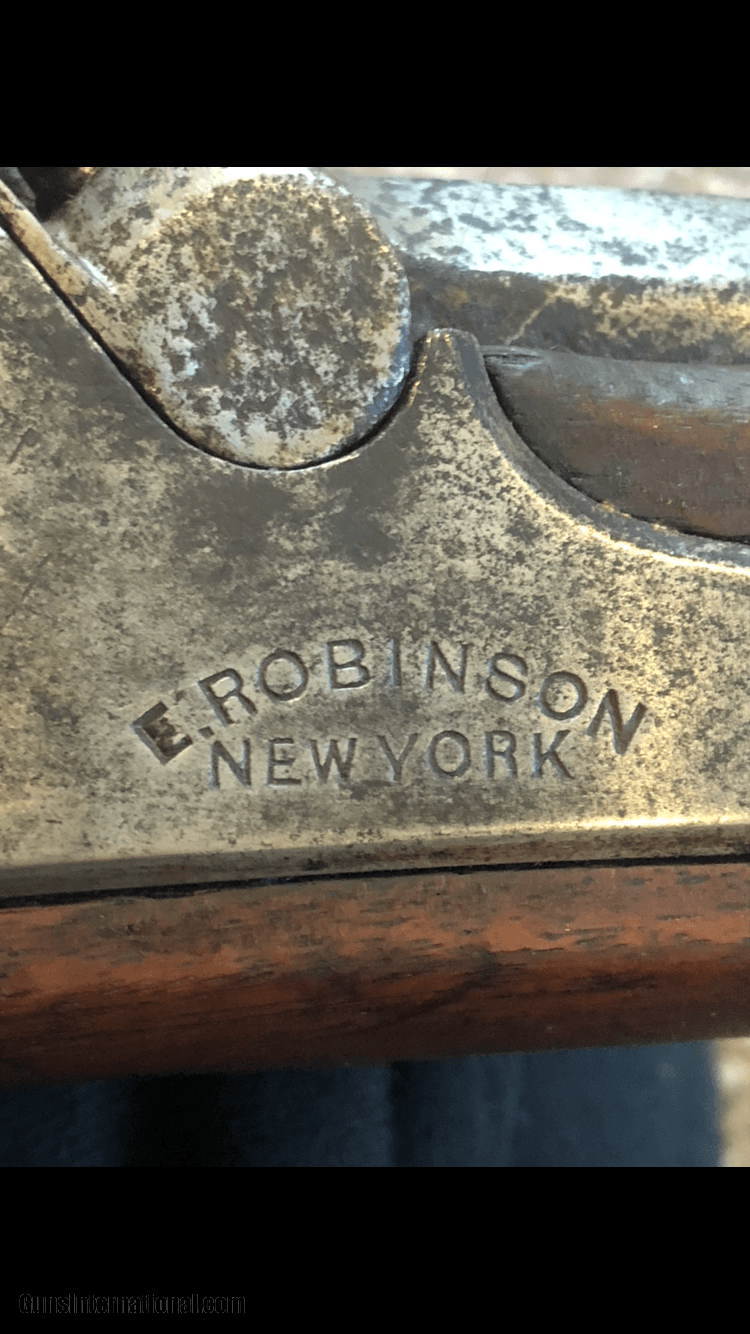 E. ROBINSON
NEW YORK
GunsInternational.com